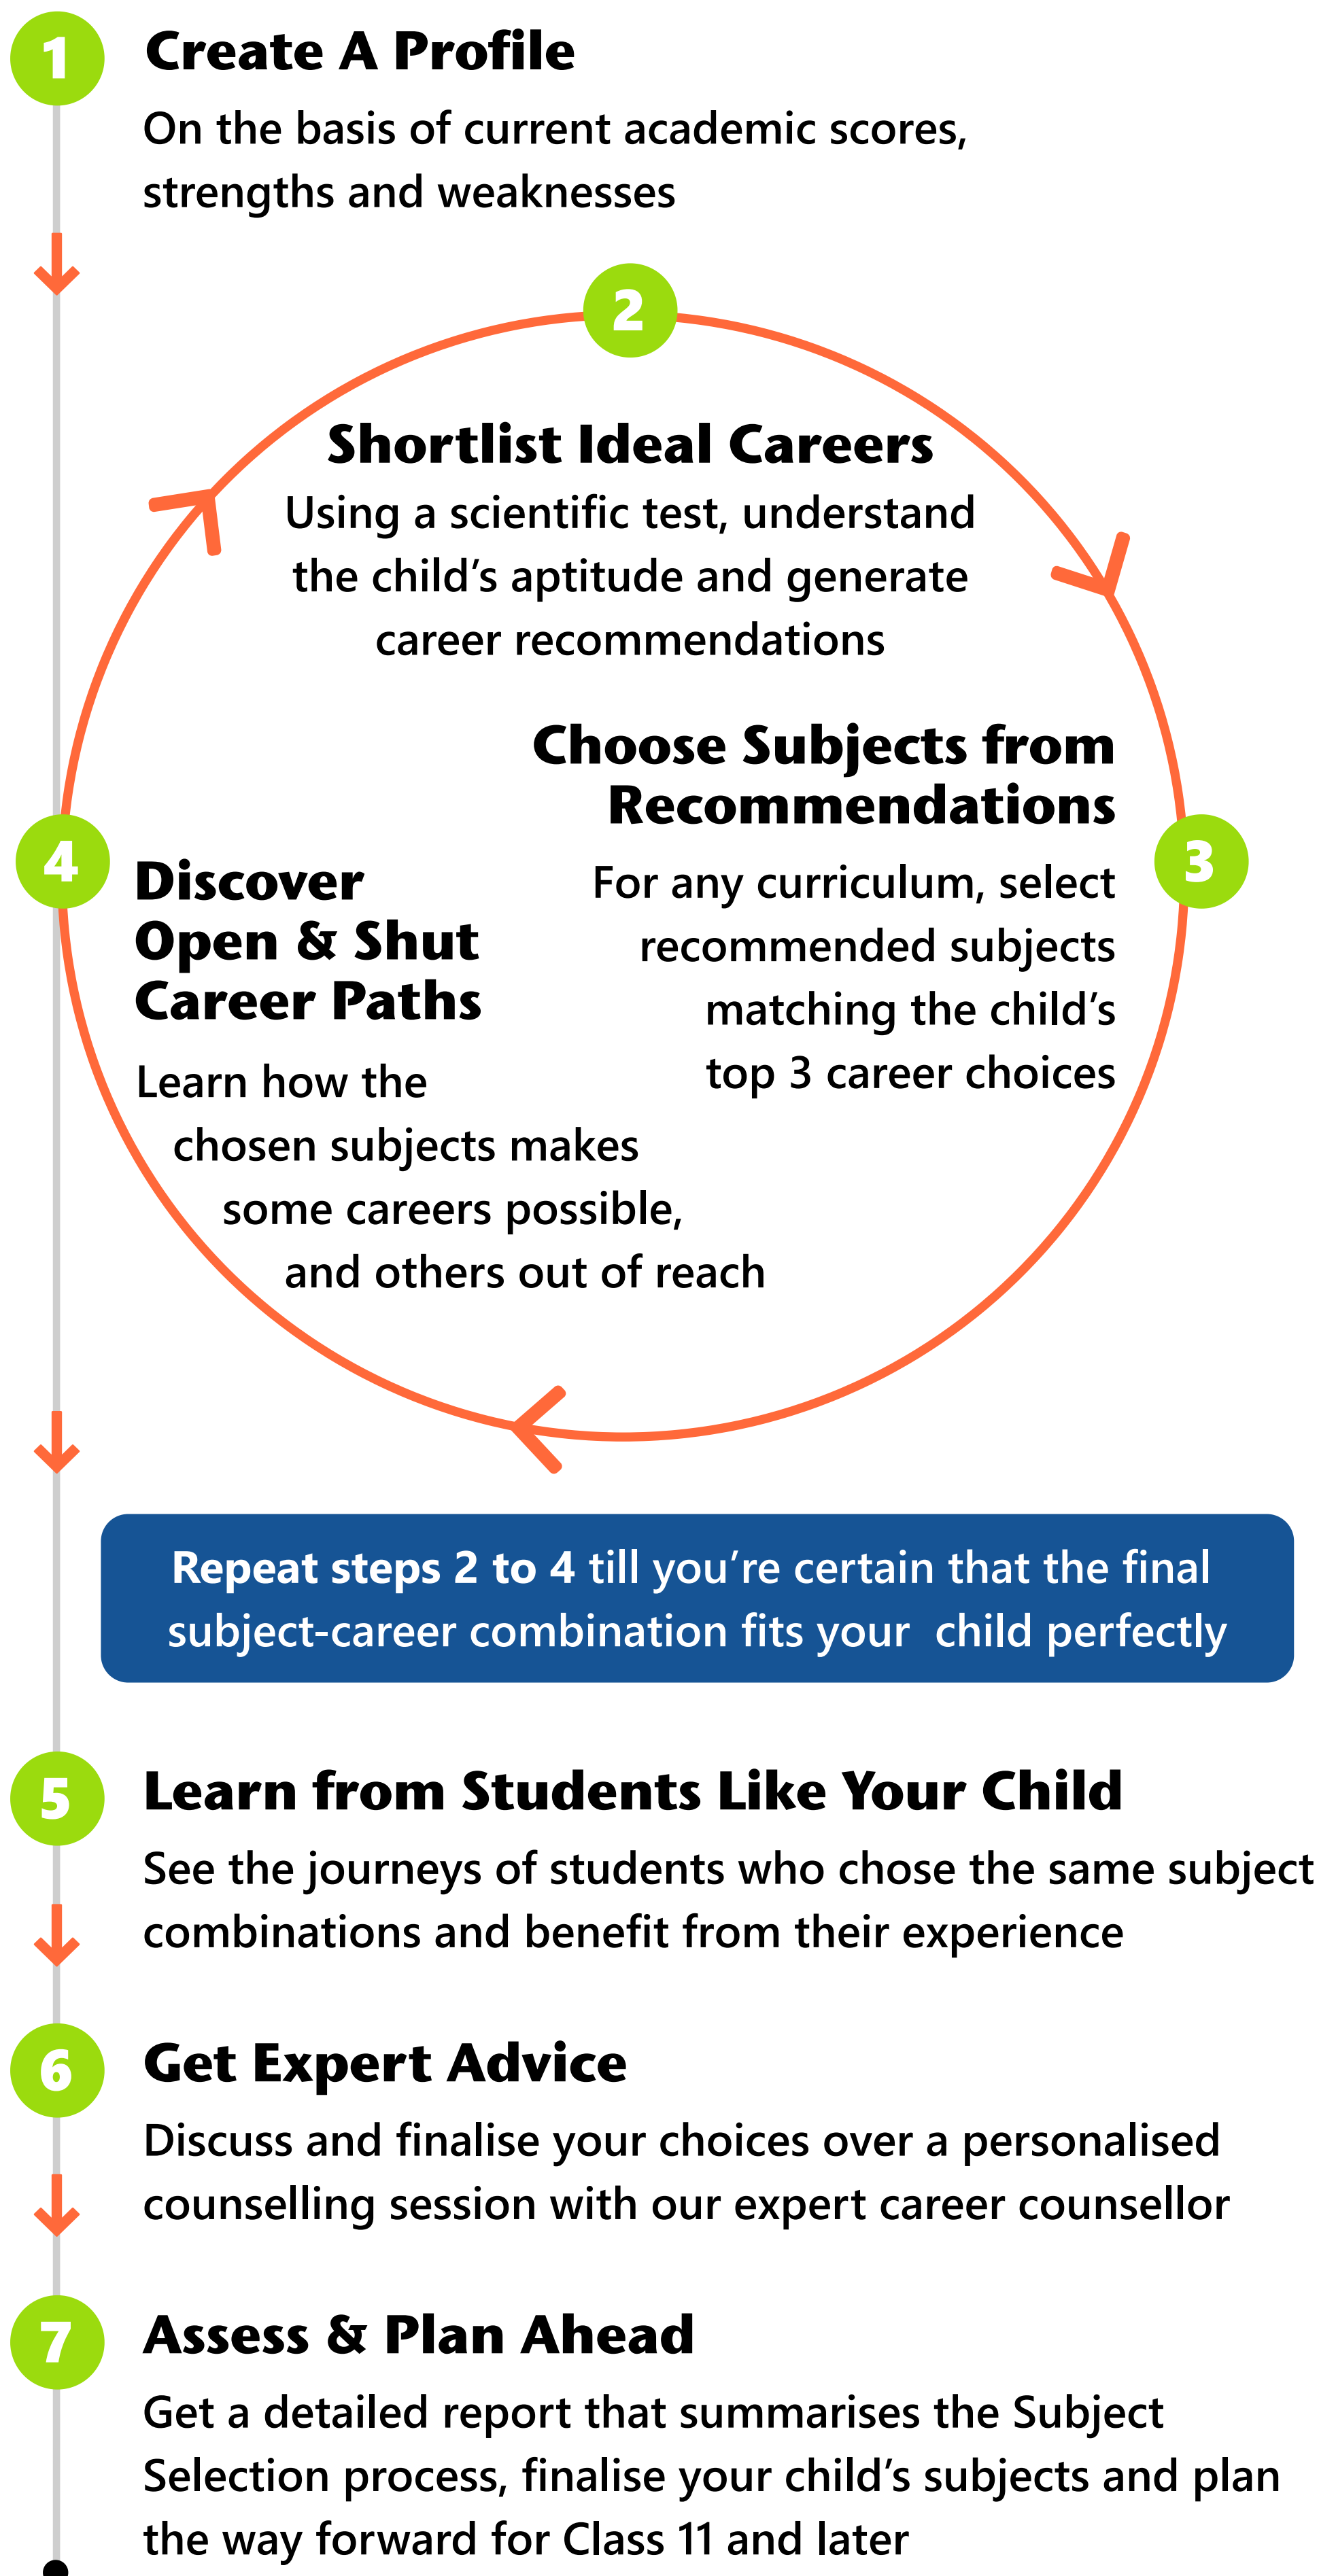 1
Create A Profile
On the basis of current academic scores,
strengths and weaknesses
2
Shortlist Ideal Careers
Using a scientific test, understand
the child’s aptitude and generate
career recommendations
3
Choose Subjects from
Recommendations
For any curriculum, select
recommended subjects
matching the child’s
top 3 career choices
4
Discover
Open & Shut
Career Paths
Learn how the
chosen subjects makes
some careers possible,
and others out of reach
Repeat steps 2 to 4 till you’re certain that the final
subject-career combination fits your child perfectly
5
Learn from Students Like Your Child
See the journeys of students who chose the same subject
combinations and benefit from their experience
6
Get Expert Advice
Discuss and finalise your choices over a personalised
counselling session with our expert career counsellor
7
Assess & Plan Ahead
Get a detailed report that summarises the Subject
Selection process, finalise your child’s subjects and plan
the way forward for Class 11 and later